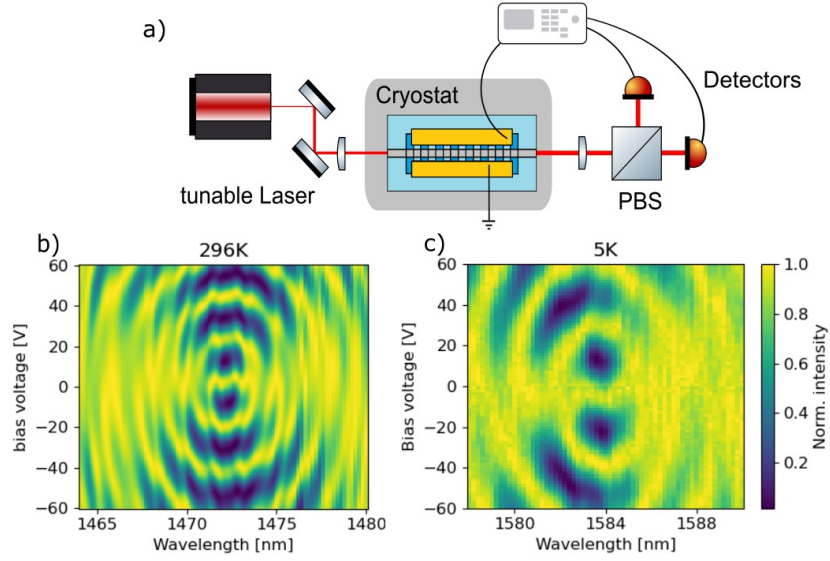 a)
Cryostat
Detectors
tunable Laser
PBS
b)
296K
60
40
20
0
−20
−40
−60
bias voltage [V]
1465
1470
1475
1480
Wavelength [nm]
c)
5K
60
40
20
0
−20
−40
−60
Bias voltage [V]
1580
1584
1588
Wavelength [nm]
1.0
0.8
0.6
0.4
0.2
Norm. intensity